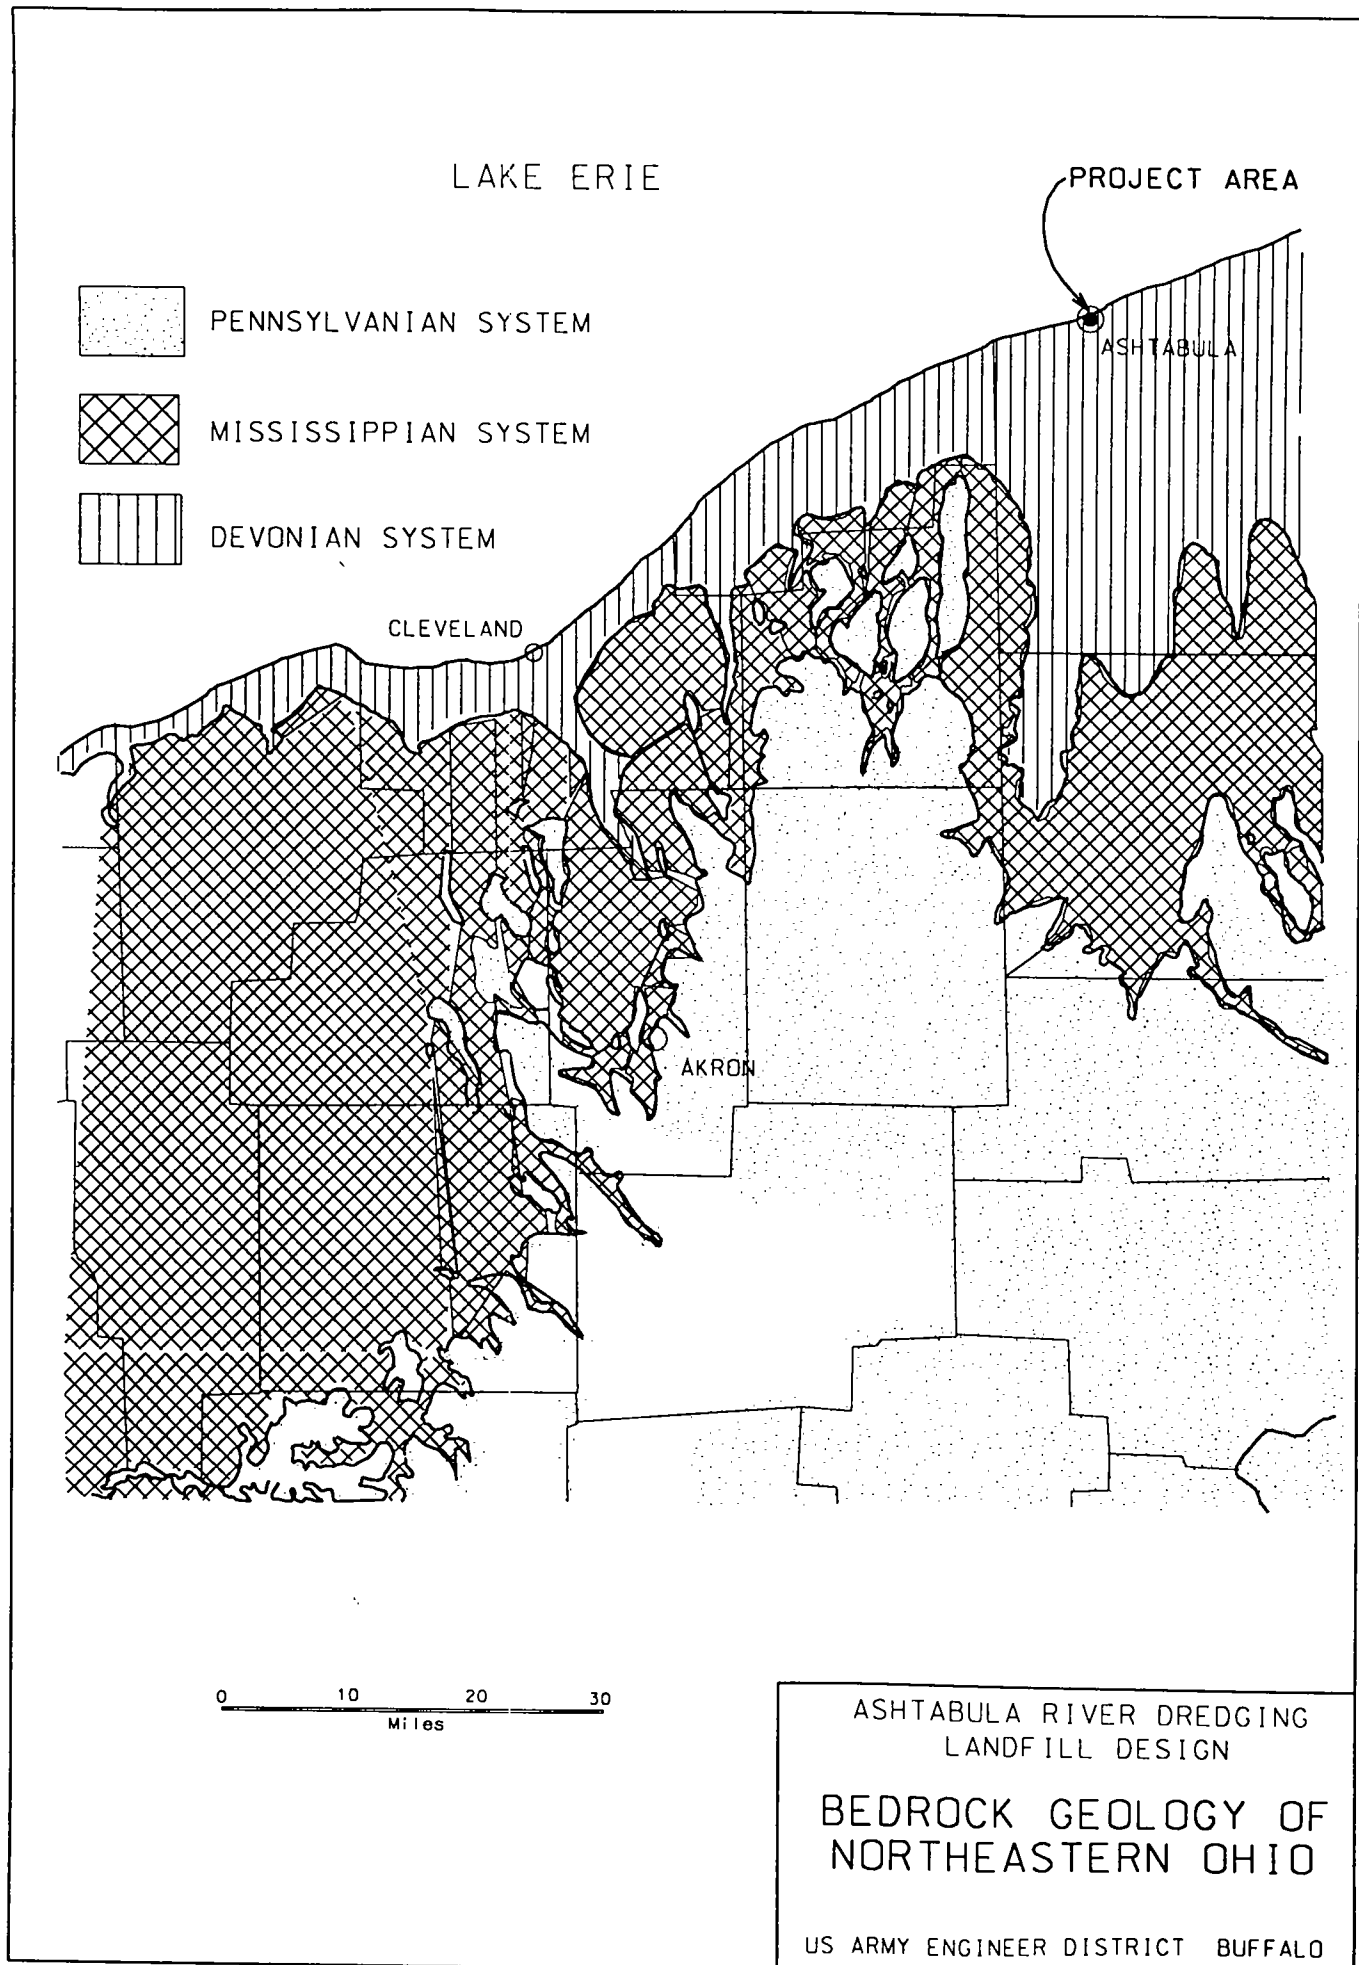 LAKE ERIE
PROJECT AREA
PENNSYLVANIAN SYSTEM
ASHTABULA
MISSISSIPPIAN SYSTEM
DEVONIAN SYSTEM
CLEVELAND
AKRON
0 10 20 30
Miles
ASHTABULA RIVER DREDGING
LANDFILL DESIGN
BEDROCK GEOLOGY OF
NORTHEASTERN OHIO
US ARMY ENGINEER DISTRICT BUFFALO